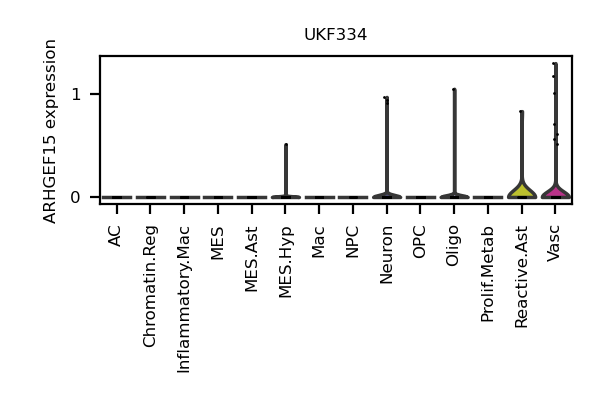 UKF334
ARHGEF15 expression
1
0
AC
Chromatin.Reg
Inflammatory.Mac
MES
MES.Ast
MES.Hyp
Mac
NPC
Neuron
OPC
Oligo
Prolif.Metab
Reactive.Ast
Vasc